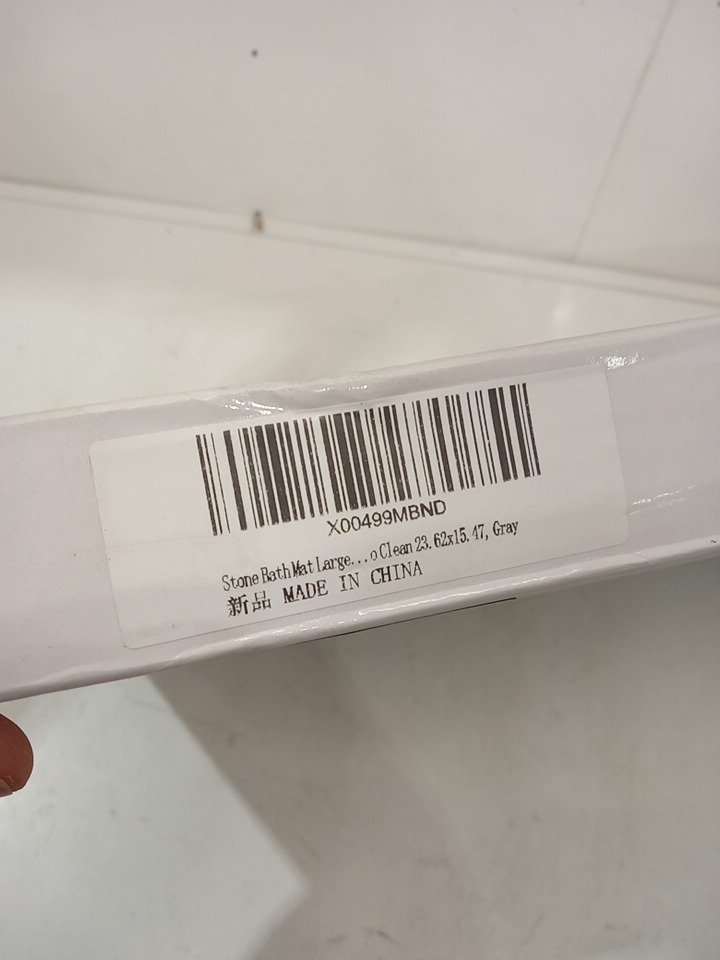 X00499MBND
Stone Bath Mat Large...o Clean 23.62x15.47, Gray
新品 MADE IN CHINA